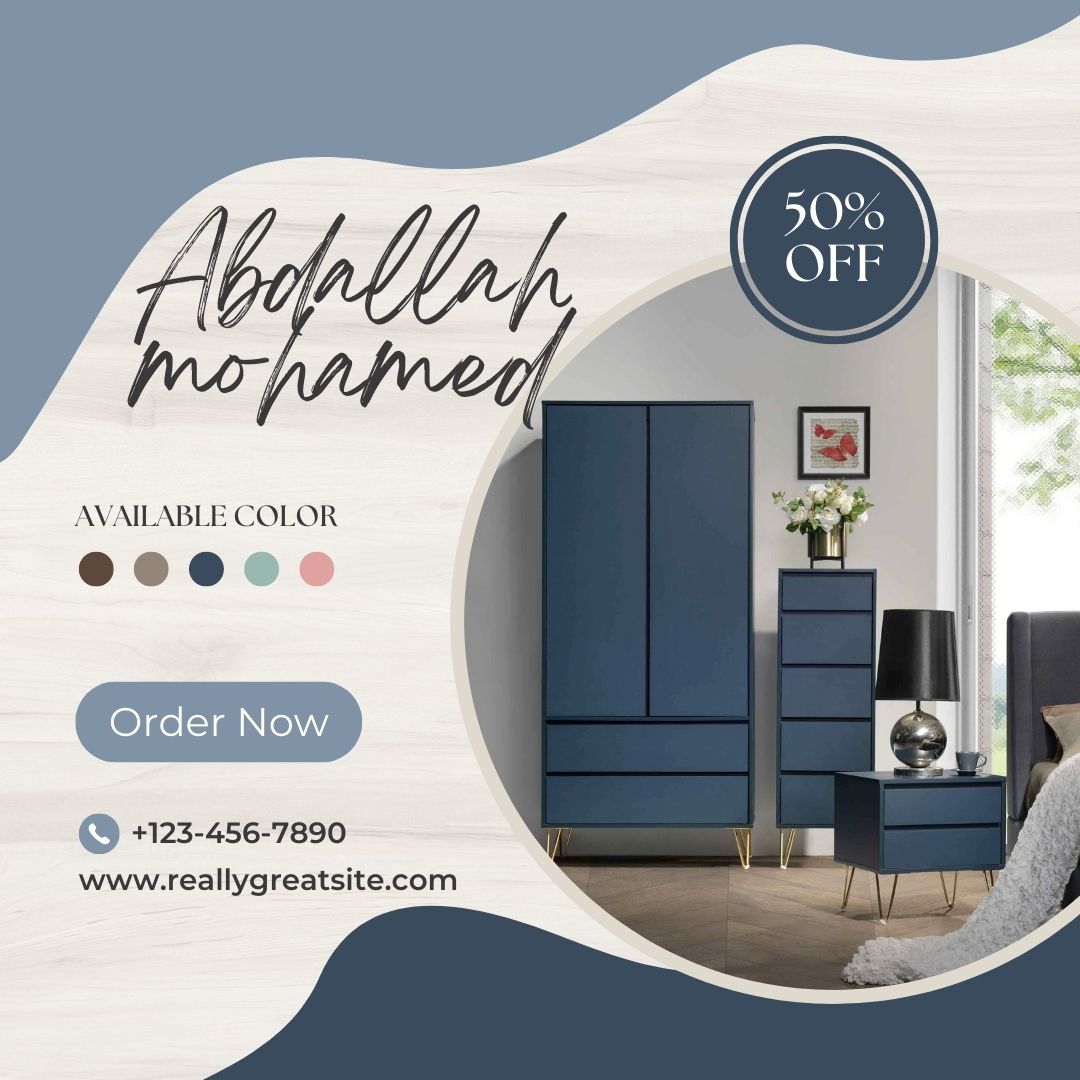 Abdallah
mohamed
50%
OFF
AVAILABLE COLOR
Order Now
+123-456-7890
www.reallygreatsite.com